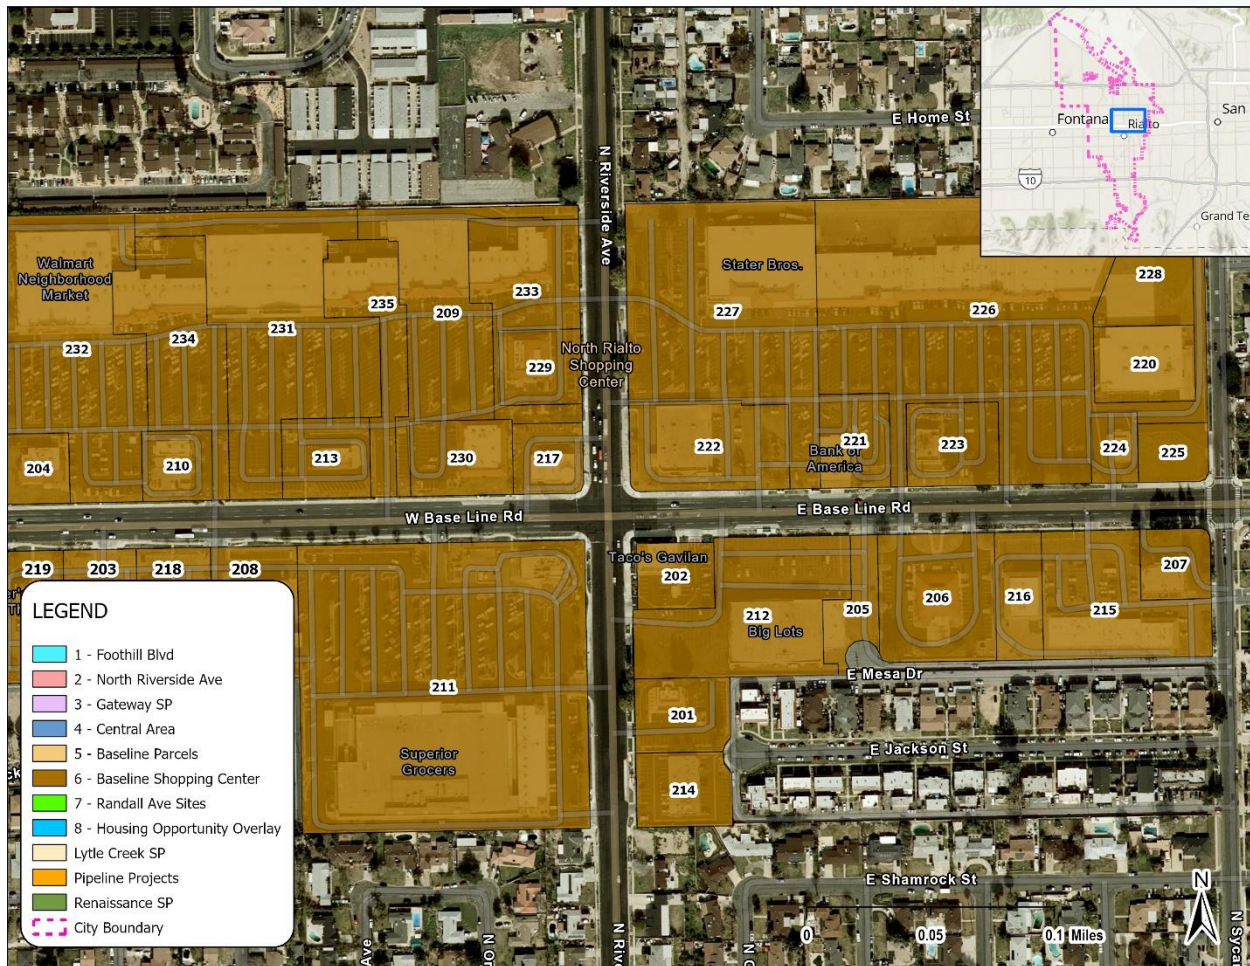 E Home St
N Riverside Ave
Fontana
Rialto
San
10
Grand Te
Walmart
Neighborhood
Market
Stater Bros.
228
233
235
209
227
226
232
234
231
North Rialto
Shopping
Center
229
220
204
210
213
230
217
222
221
Bank of
America
223
224
225
W Base Line Rd
E Base Line Rd
219
203
218
208
Taco's Gavilan
202
212
Big Lots
205
206
216
215
207
211
E Mesa Dr
201
E Jackson St
Superior
Grocers
214
E Shamrock St
LEGEND
1 - Foothill Blvd
2 - North Riverside Ave
3 - Gateway SP
4 - Central Area
5 - Baseline Parcels
6 - Baseline Shopping Center
7 - Randall Ave Sites
8 - Housing Opportunity Overlay
Lytle Creek SP
Pipeline Projects
Renaissance SP
City Boundary
Ave
N
0
0.05
0.1 Miles